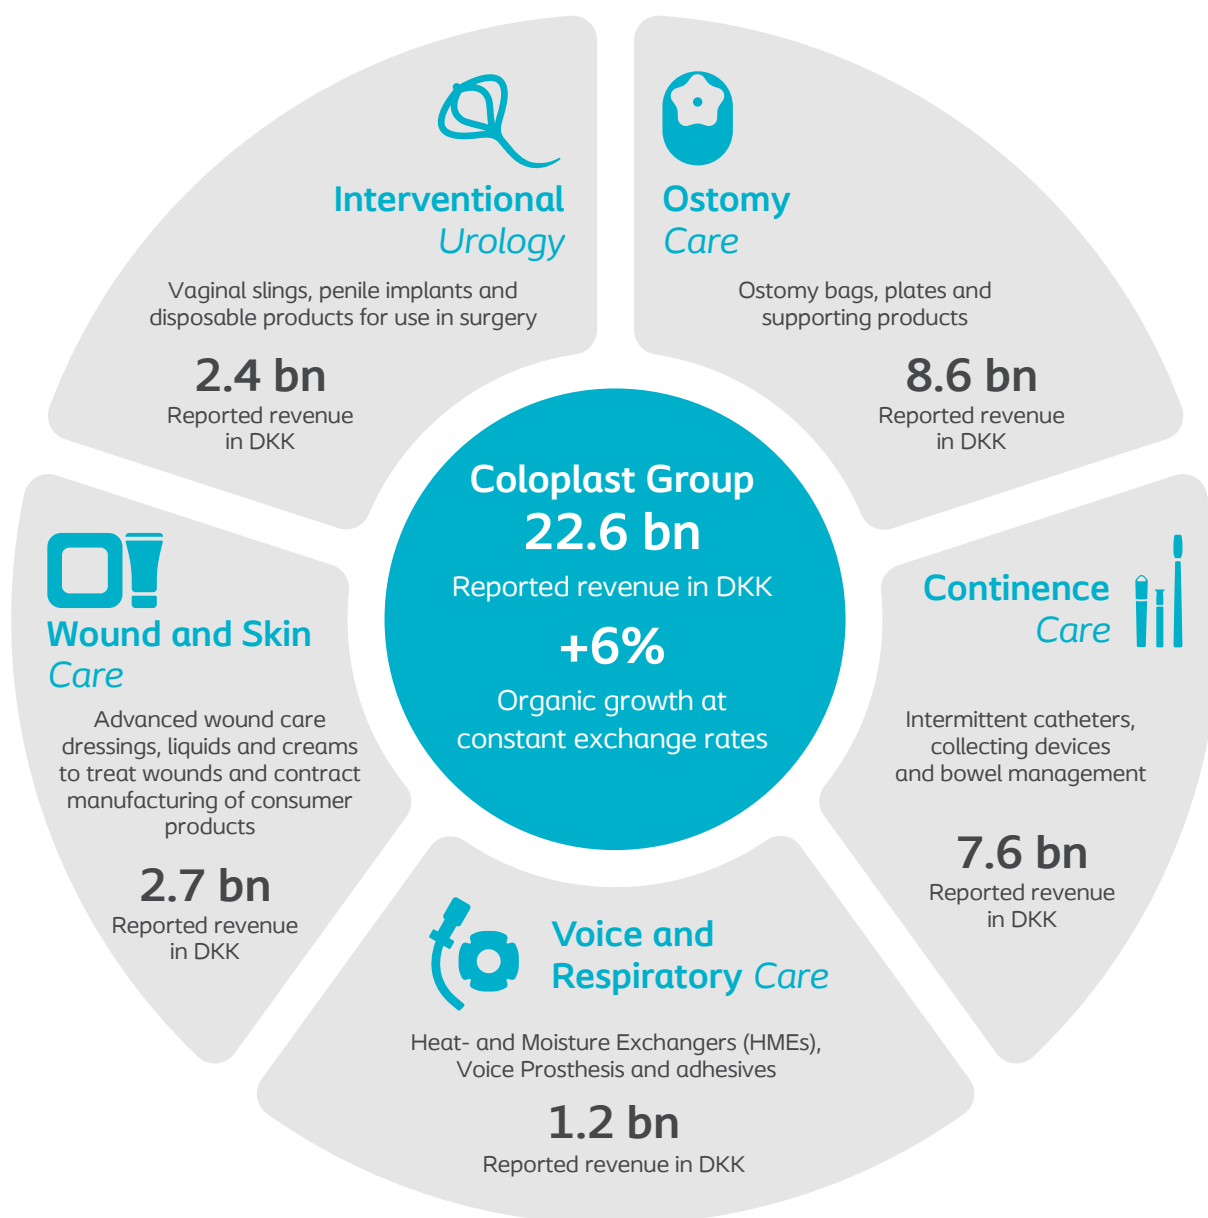 Interventional
Urology
Vaginal slings, penile implants and
disposable products for use in surgery
2.4 bn
Reported revenue
in DKK
Ostomy
Care
Ostomy bags, plates and
supporting products
8.6 bn
Reported revenue
in DKK
Coloplast Group
22.6 bn
Reported revenue in DKK
+6%
Organic growth at
constant exchange rates
Wound and Skin
Care
Advanced wound care
dressings, liquids and creams
to treat wounds and contract
manufacturing of consumer
products
2.7 bn
Reported revenue
in DKK
Continence
Care
Intermittent catheters,
collecting devices
and bowel management
7.6 bn
Reported revenue
in DKK
Voice and
Respiratory Care
Heat- and Moisture Exchangers (HMEs),
Voice Prosthesis and adhesives
1.2 bn
Reported revenue in DKK